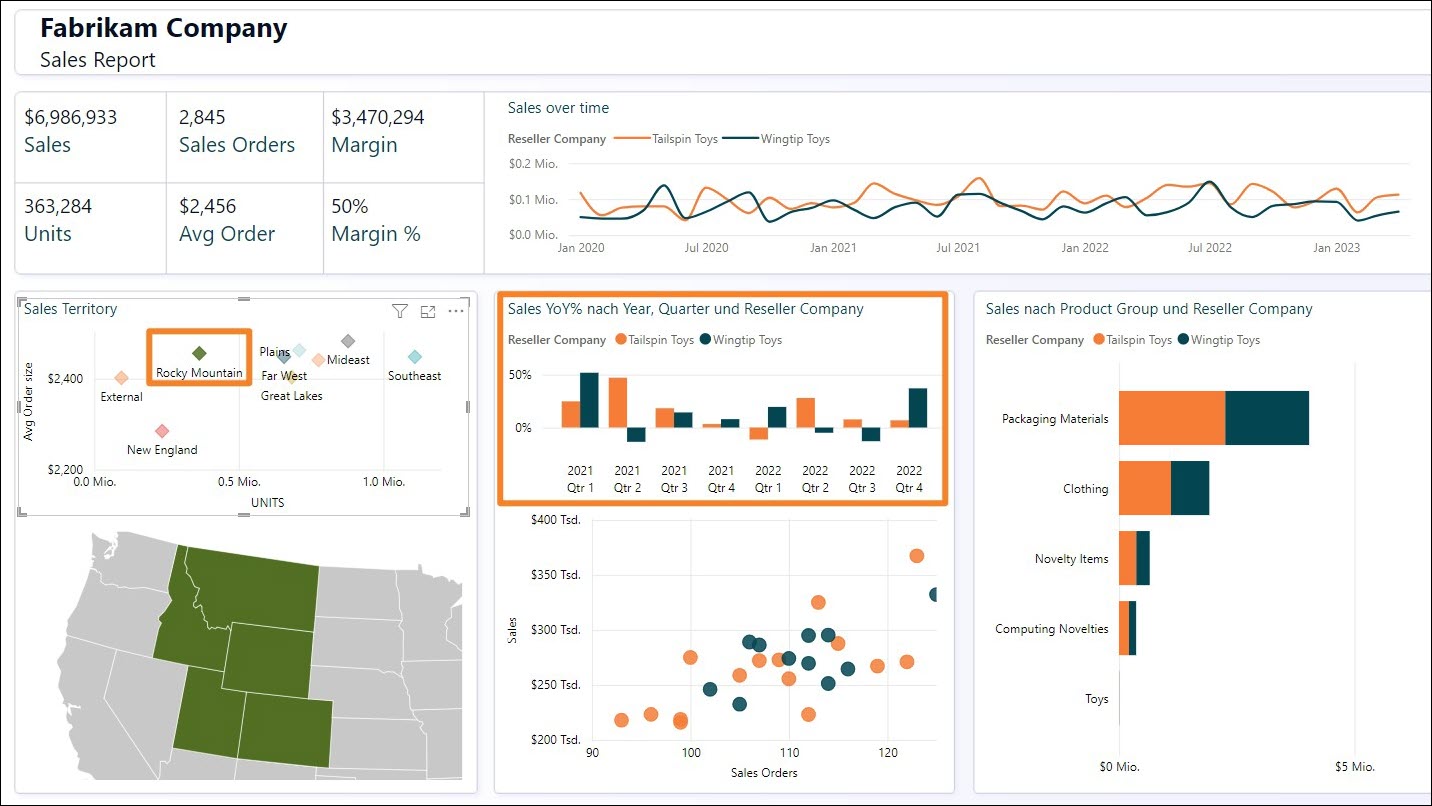 Fabrikam Company
Sales Report
$6,986,933
Sales
2,845
Sales Orders
$3,470,294
Margin
363,284
Units
$2,456
Avg Order
50%
Margin %
Sales over time
Reseller Company Tailspin Toys Wingtip Toys
$0.2 Mio.
$0.1 Mio.
$0.0 Mio.
Jan 2020 Jul 2020 Jan 2021 Jul 2021 Jan 2022 Jul 2022 Jan 2023
Sales Territory
Avg Order size
$2,400
$2,200
Rocky Mountain
Plains
Mideast
Far West
Southeast
External
Great Lakes
New England
0.0 Mio. 0.5 Mio. 1.0 Mio.
UNITS
Sales YoY% nach Year, Quarter und Reseller Company
Reseller Company Tailspin Toys Wingtip Toys
50%
0%
2021 2021 2021 2021 2022 2022 2022 2022
Qtr 1 Qtr 2 Qtr 3 Qtr 4 Qtr 1 Qtr 2 Qtr 3 Qtr 4
$400 Tsd.
$350 Tsd.
$300 Tsd.
$250 Tsd.
$200 Tsd.
Sales
90 100 110 120
Sales Orders
Sales nach Product Group und Reseller Company
Reseller Company Tailspin Toys Wingtip Toys
Packaging Materials
Clothing
Novelty Items
Computing Novelties
Toys
$0 Mio. $5 Mio.